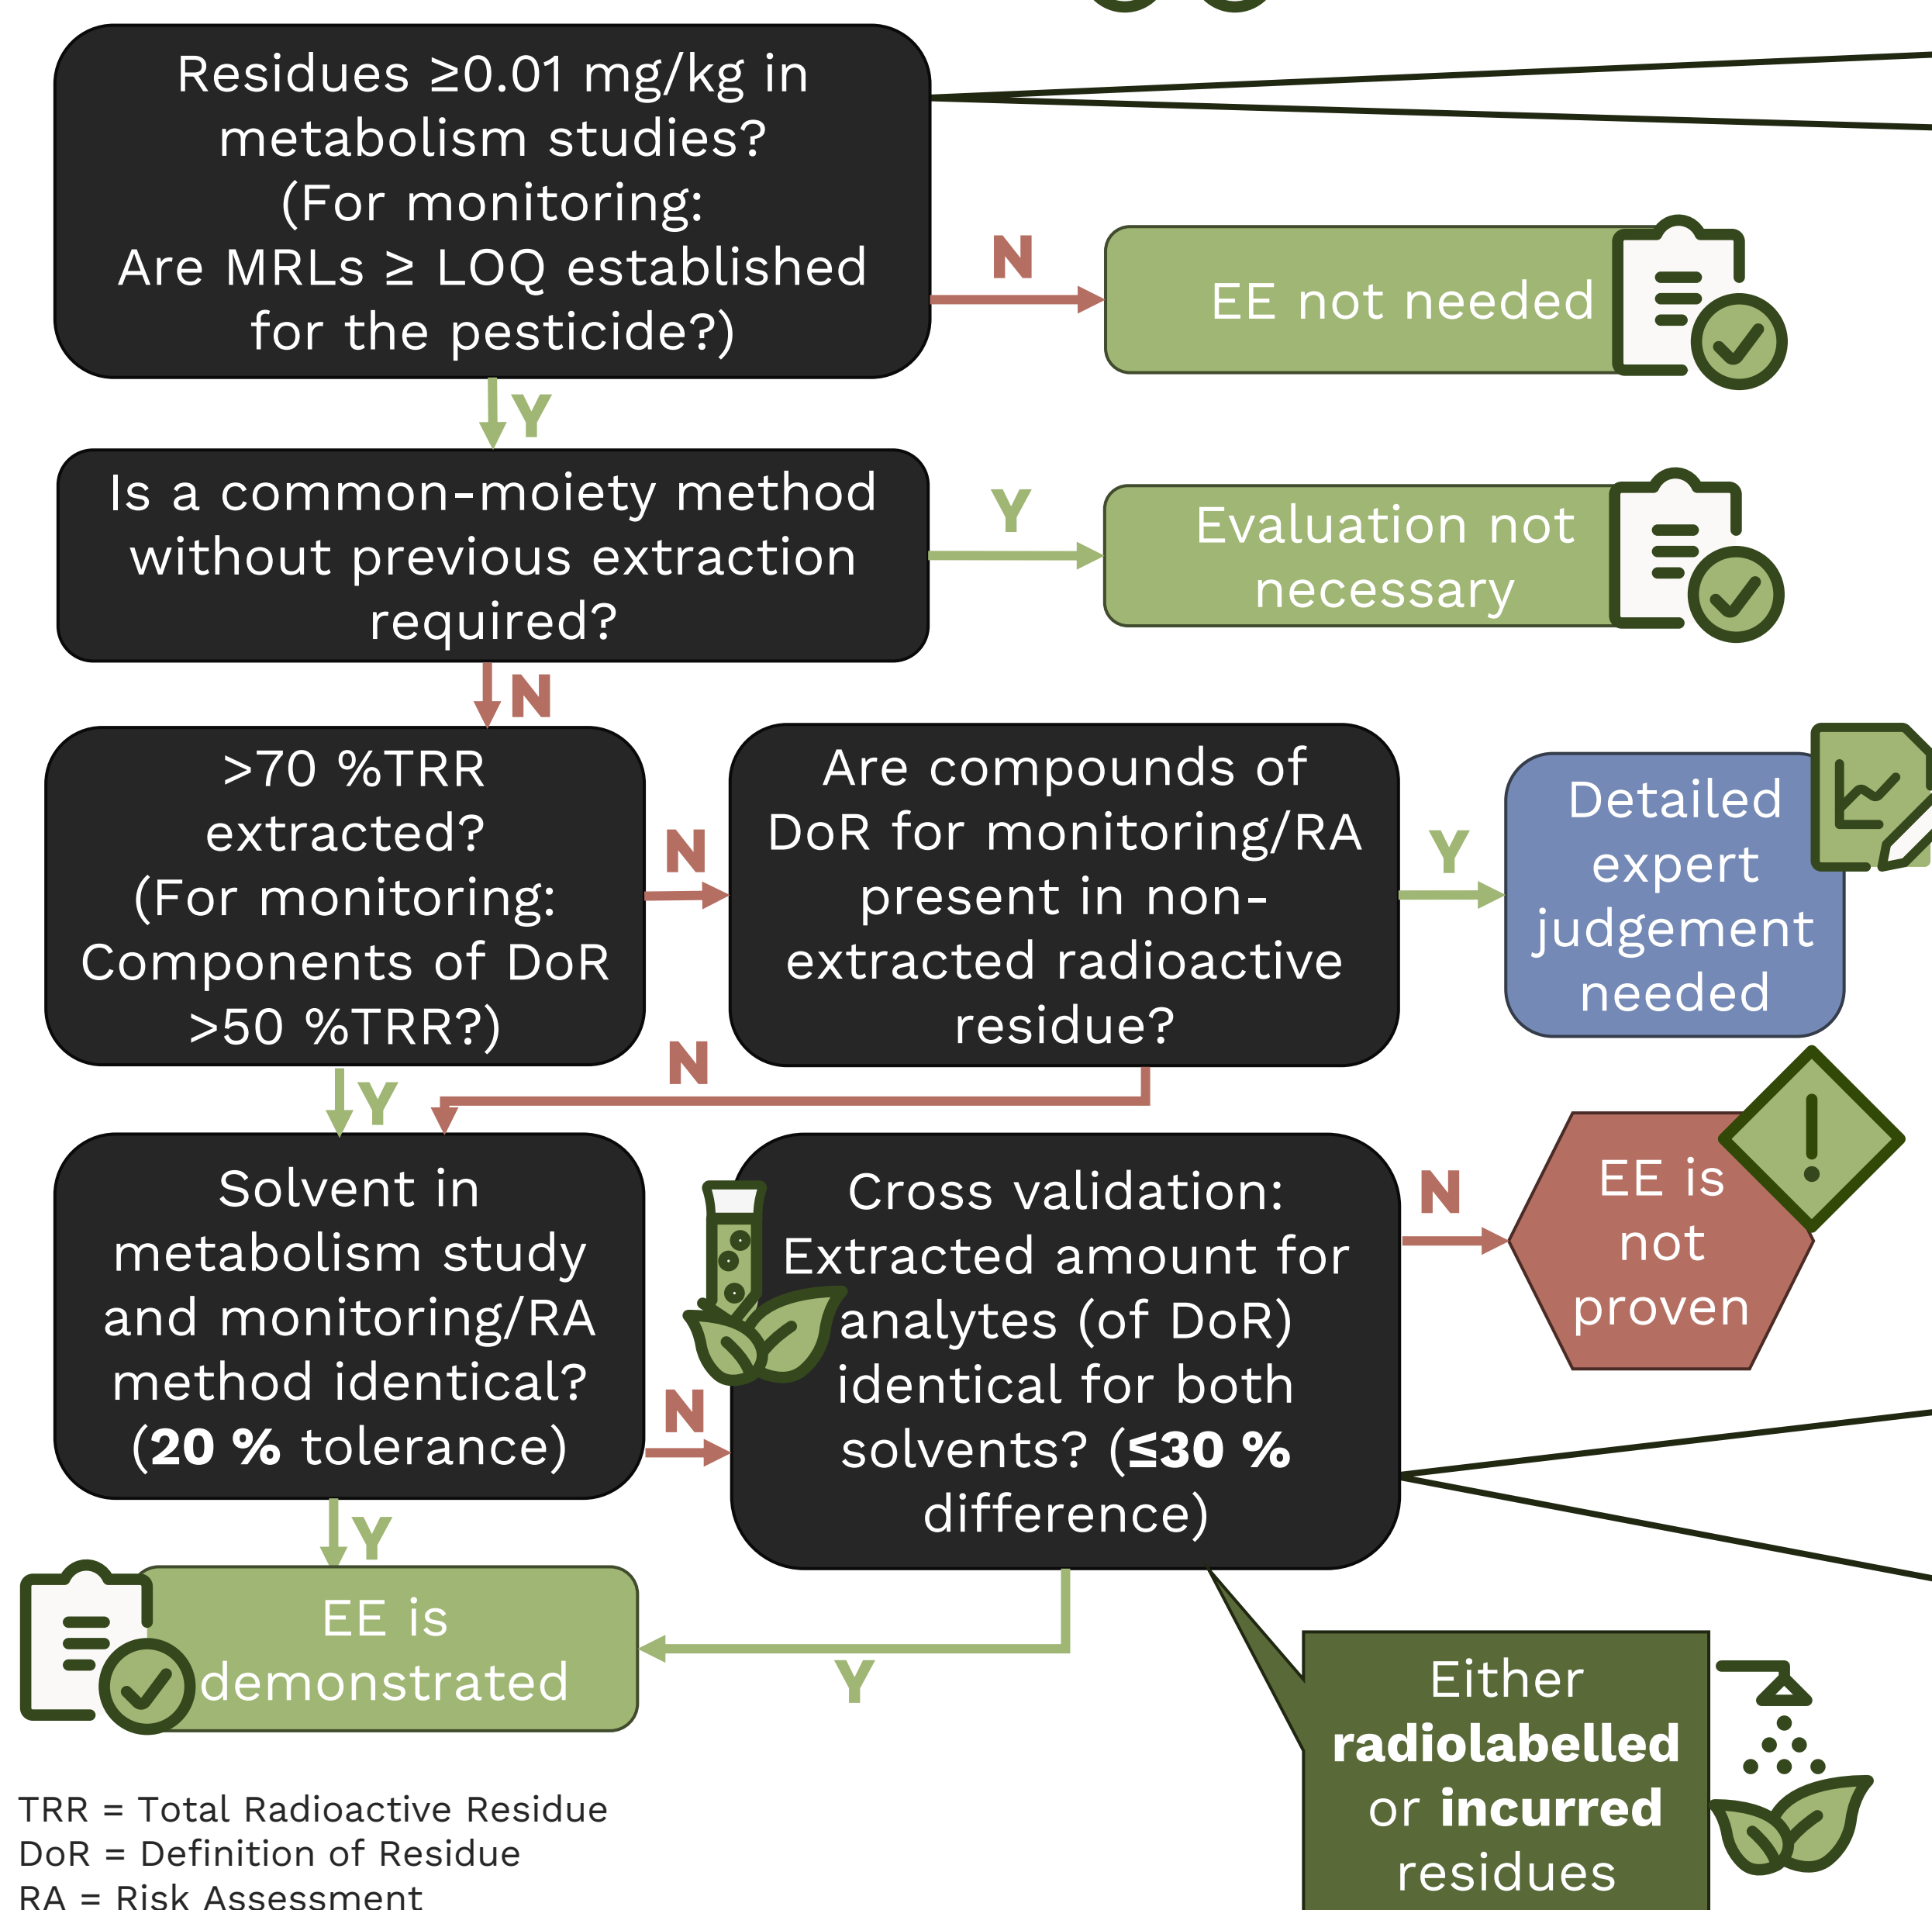 Residues ≥0.01 mg/kg in
metabolism studies?
(For monitoring:
Are MRLs ≥ LOQ established
for the pesticide?)
N
EE not needed
Y
Is a common-moiety method
without previous extraction
required?
Y
Evaluation not
necessary
N
>70 %TRR
extracted?
(For monitoring:
Components of DoR
>50 %TRR?)
N
Are compounds of
DoR for monitoring/RA
present in non-
extracted radioactive
residue?
Y
Detailed
expert
judgement
needed
N
Y
Solvent in
metabolism study
and monitoring/RA
method identical?
(20 % tolerance)
N
Cross validation:
Extracted amount for
analytes (of DoR)
identical for both
solvents? (≤30 %
difference)
N
EE is
not
proven
!
Y
EE is
demonstrated
Y
Either
radiolabelled
or incurred
residues
TRR = Total Radioactive Residue
DoR = Definition of Residue
RA = Risk Assessment